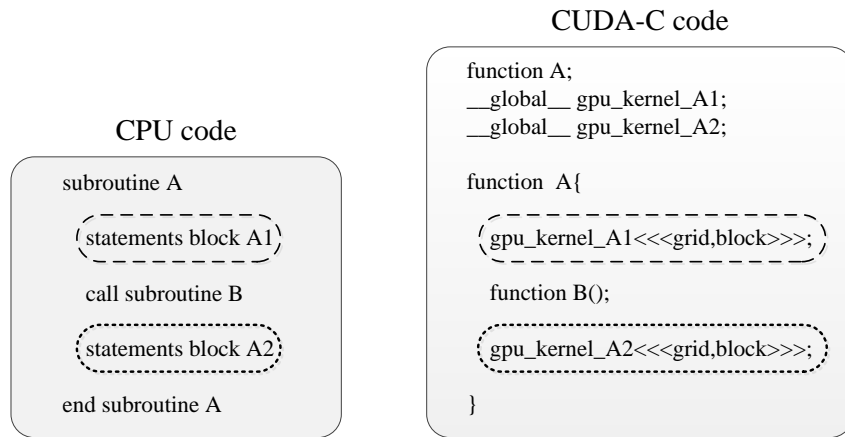 CPU code
subroutine A
statements block A1
call subroutine B
statements block A2
end subroutine A
CUDA-C code
function A;
__global__ gpu_kernel_A1;
__global__ gpu_kernel_A2;
function A{
gpu_kernel_A1<<<grid,block>>>;
function B();
gpu_kernel_A2<<<grid,block>>>;
}